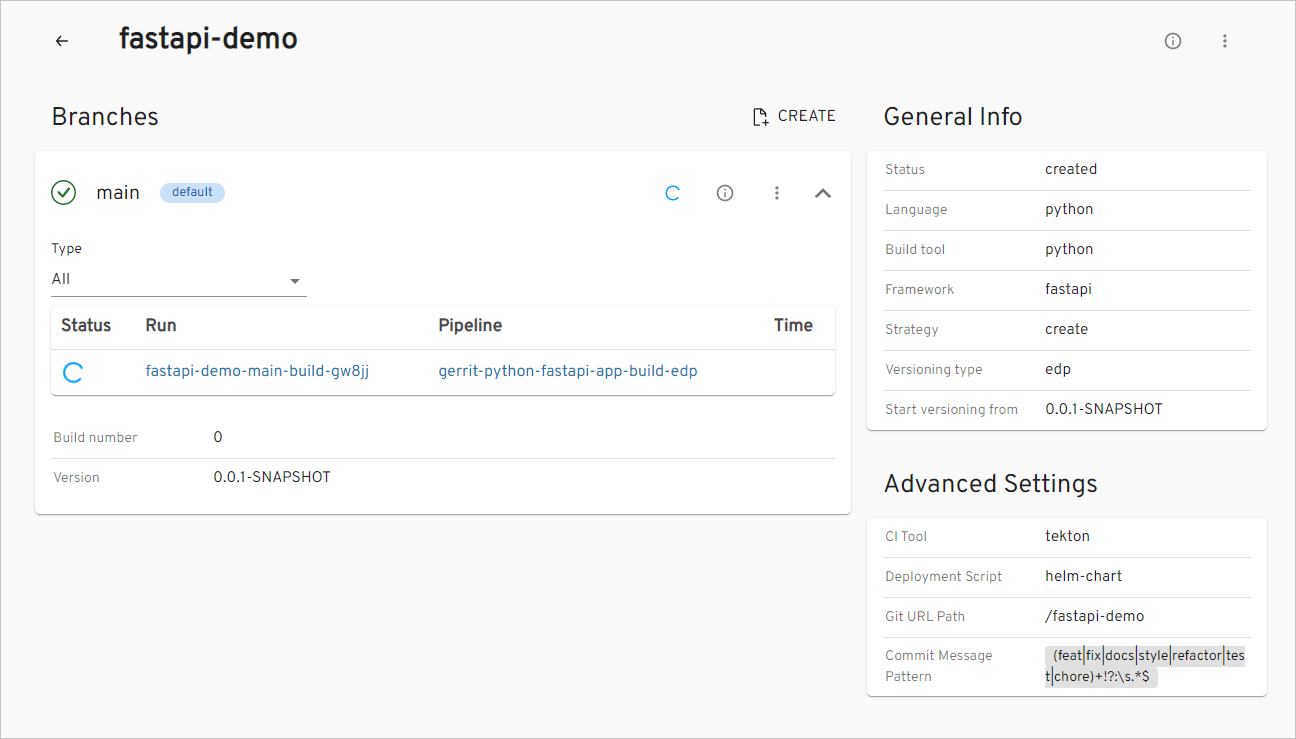 fastapi-demo
Branches
CREATE
main
default
Type
All
Status Run Pipeline Time
fastapi-demo-main-build-gw8jj gerrit-python-fastapi-app-build-edp
Build number 0
Version 0.0.1-SNAPSHOT
General Info
Status created
Language python
Build tool python
Framework fastapi
Strategy create
Versioning type edp
Start versioning from 0.0.1-SNAPSHOT
Advanced Settings
CI Tool tekton
Deployment Script helm-chart
Git URL Path /fastapi-demo
Commit Message (feat|fix|docs|style|refactor|tes
Pattern t|chore)+!?:\s.*$